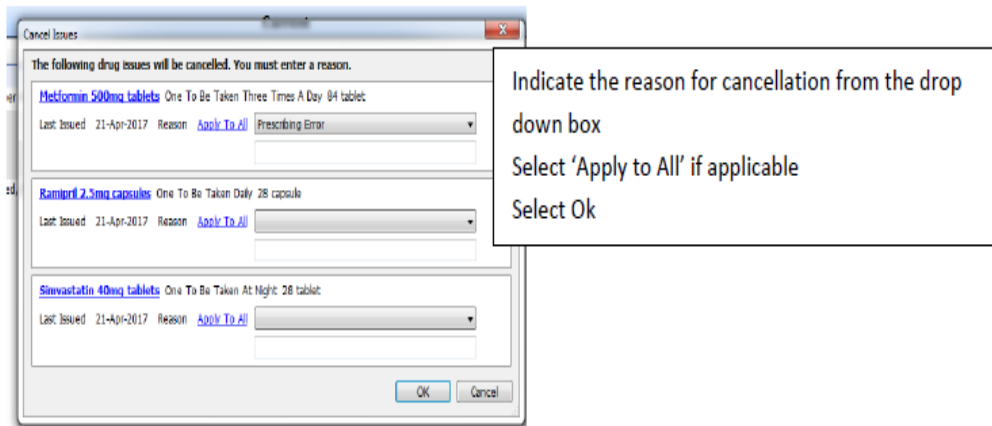 Cancel Issues
The following drug issues will be cancelled. You must enter a reason.
Metformin 500mg tablets One To Be Taken Three Times A Day 84 tablet
Last Issued 21-Apr-2017 Reason Apply To All Prescribing Error
Ramipril 2.5mg capsules One To Be Taken Daily 28 capsule
Last Issued 21-Apr-2017 Reason Apply To All
Simvastatin 40mg tablets One To Be Taken At Night 28 tablet
Last Issued 21-Apr-2017 Reason Apply To All
OK Cancel
Indicate the reason for cancellation from the drop
down box
Select ‘Apply to All’ if applicable
Select Ok